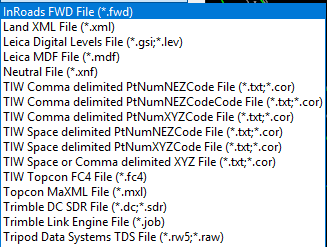 InRoads FWD File (*.fwd)
Land XML File (*.xml)
Leica Digital Levels File (*.gsi;*.lev)
Leica MDF File (*.mdf)
Neutral File (*.xnf)
TIW Comma delimited PtNumNEZCode File (*.txt;*.cor)
TIW Comma delimited PtNumNEZCodeCode File (*.txt;*.cor)
TIW Comma delimited PtNumXYZCode File (*.txt;*.cor)
TIW Space delimited PtNumNEZCode File (*.txt;*.cor)
TIW Space delimited PtNumXYZCode File (*.txt;*.cor)
TIW Space or Comma delimited XYZ File (*.txt;*.cor)
TIW Topcon FC4 File (*.fc4)
Topcon MaXML File (*.mxl)
Trimble DC SDR File (*.dc;*.sdr)
Trimble Link Engine File (*.job)
Tripod Data Systems TDS File (*.rw5;*.raw)